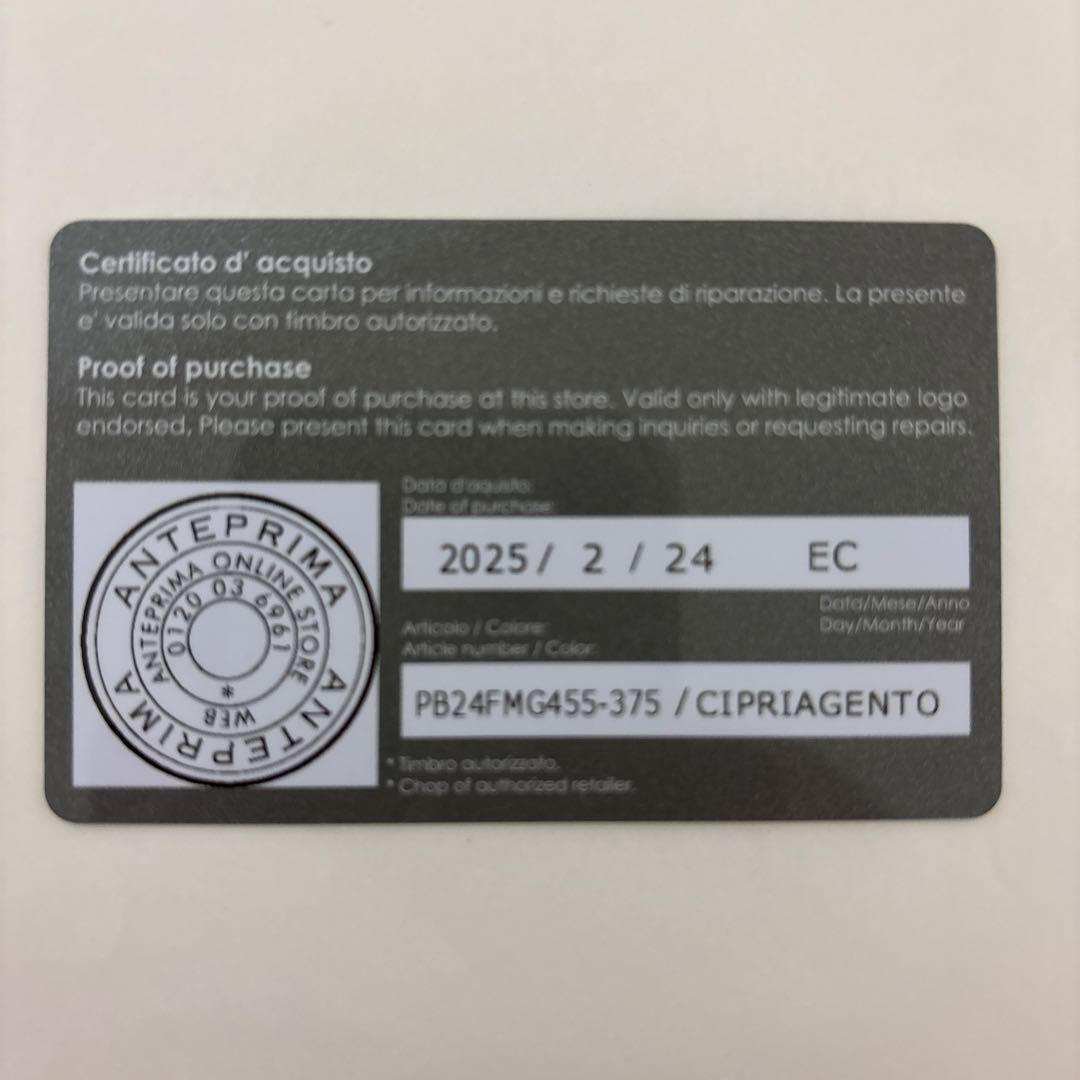 Certificato d' acquisto
Presentare questa carta per informazioni e richieste di riparazione. La presente
e' valida solo con timbro autorizzato.
Proof of purchase
This card is your proof of purchase at this store. Valid only with legitimate logo
endorsed, Please present this card when making inquiries or requesting repairs.
ANTEPRIMA ANTEPRIMA
ANTEPRIMA ONLINE STORE
WEB
0120 03 6961
*
Data d'aquisto:
Date of purchase:
2025 / 2 / 24 EC
Data/Mese/Anno
Day/Month/Year
Articolo / Colore:
Article number / Color:
PB24FMG455-375 / CIPRIAGENTO
* Timbro autorizzato.
* Chop of authorized retailer.